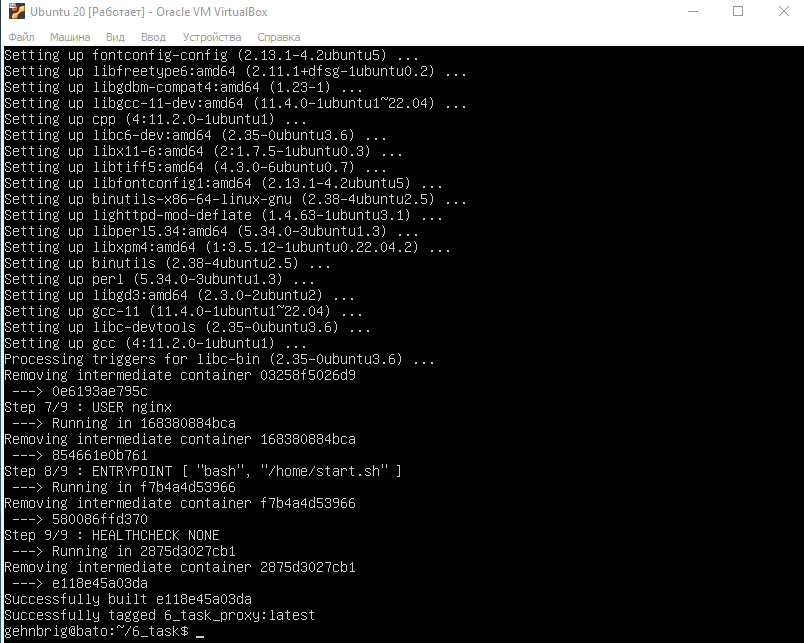 Ubuntu 20 [Работает] - Oracle VM VirtualBox
Файл Машина Вид Ввод Устройства Справка
Setting up fontconfig-config (2.13.1-4.2ubuntu5) ...
Setting up libfreetype6:amd64 (2.11.1+dfsg-1ubuntu0.2) ...
Setting up libgdbm-compat4:amd64 (1.23-1) ...
Setting up libgcc-11-dev:amd64 (11.4.0-1ubuntu1~22.04) ...
Setting up cpp (4:11.2.0-1ubuntu1) ...
Setting up libc6-dev:amd64 (2.35-0ubuntu3.6) ...
Setting up libx11-6:amd64 (2:1.7.5-1ubuntu0.3) ...
Setting up libtiff5:amd64 (4.3.0-6ubuntu0.7) ...
Setting up libfontconfig1:amd64 (2.13.1-4.2ubuntu5) ...
Setting up binutils-x86-64-linux-gnu (2.38-4ubuntu2.5) ...
Setting up lighttpd-mod-deflate (1.4.63-1ubuntu3.1) ...
Setting up libperl5.34:amd64 (5.34.0-3ubuntu1.3) ...
Setting up libxpm4:amd64 (1:3.5.12-1ubuntu0.22.04.2) ...
Setting up binutils (2.38-4ubuntu2.5) ...
Setting up perl (5.34.0-3ubuntu1.3) ...
Setting up libgd3:amd64 (2.3.0-2ubuntu2) ...
Setting up gcc-11 (11.4.0-1ubuntu1~22.04) ...
Setting up libc-devtools (2.35-0ubuntu3.6) ...
Setting up gcc (4:11.2.0-1ubuntu1) ...
Processing triggers for libc-bin (2.35-0ubuntu3.6) ...
Removing intermediate container 03258f5026d9
 ---> 0e6193ae795c
Step 7/9 : USER nginx
 ---> Running in 168380884bca
Removing intermediate container 168380884bca
 ---> 854661e0b761
Step 8/9 : ENTRYPOINT [ "bash", "/home/start.sh" ]
 ---> Running in f7b4a4d53966
Removing intermediate container f7b4a4d53966
 ---> 580086ffd370
Step 9/9 : HEALTHCHECK NONE
 ---> Running in 2875d3027cb1
Removing intermediate container 2875d3027cb1
 ---> e118e45a03da
Successfully built e118e45a03da
Successfully tagged 6_task_proxy:latest
gehnbrig@bato:~/6_task$ _